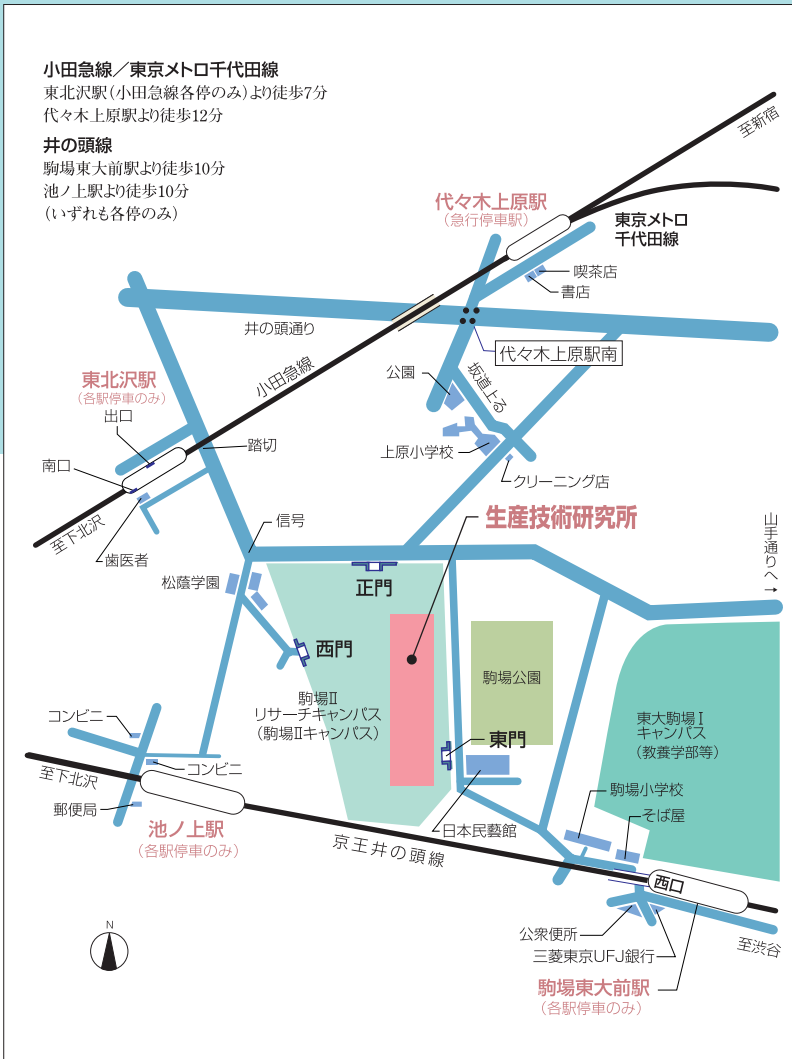 小田急線／東京メトロ千代田線
東北沢駅（小田急線各停のみ）より徒歩7分
代々木上原駅より徒歩12分
井の頭線
駒場東大前駅より徒歩10分
池ノ上駅より徒歩10分
（いずれも各停のみ）
至新宿
代々木上原駅
（急行停車駅）
東京メトロ
千代田線
喫茶店
書店
井の頭通り
代々木上原駅南
小田急線
公園
坂道上る
東北沢駅
（各駅停車のみ）
出口
踏切
上原小学校
南口
クリーニング店
生産技術研究所
至下北沢
歯医者
信号
山手通りへ→
松蔭学園
正門
西門
駒場公園
駒場Ⅱ
リサーチキャンパス
（駒場Ⅱキャンパス）
東大駒場Ⅰ
キャンパス
（教養学部等）
コンビニ
東門
至下北沢
コンビニ
駒場小学校
郵便局
そば屋
池ノ上駅
（各駅停車のみ）
日本民藝館
京王井の頭線
西口
N
公衆便所
三菱東京UFJ銀行
至渋谷
駒場東大前駅
（各駅停車のみ）